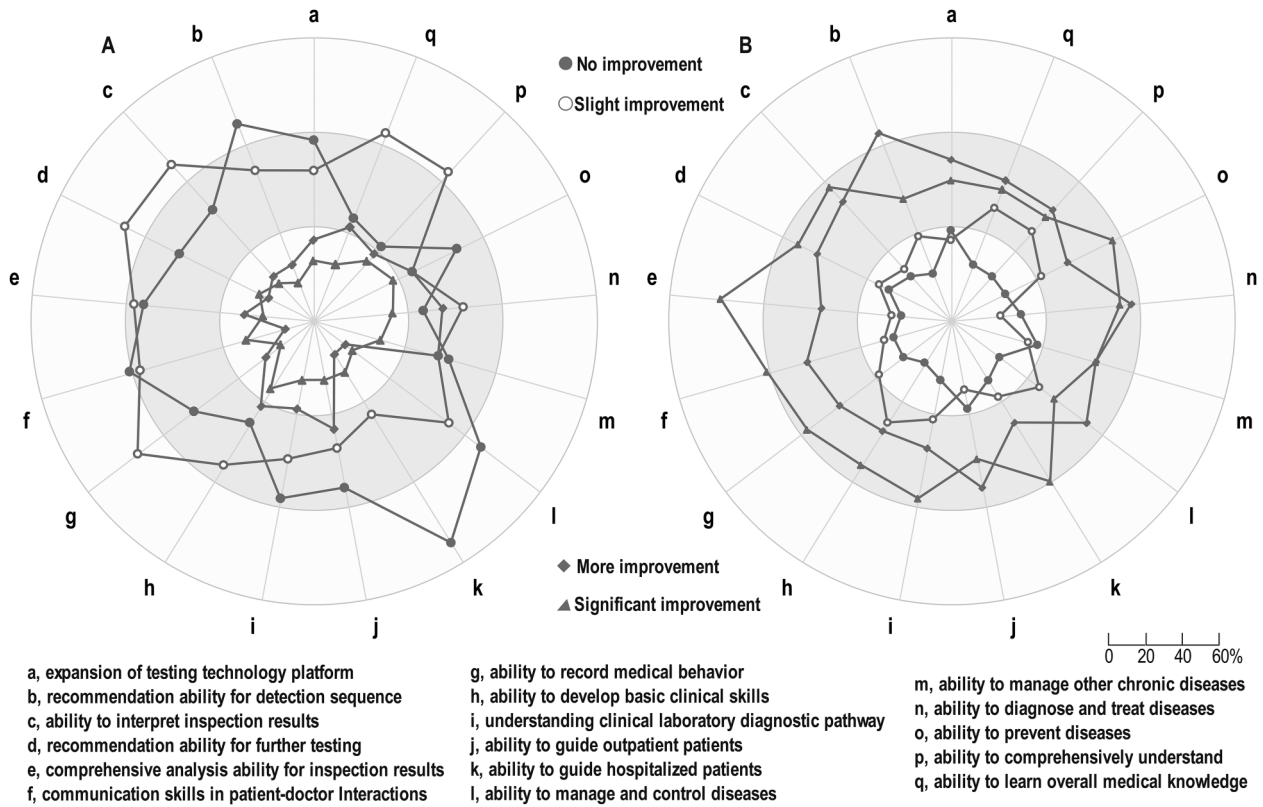 A
a
b
c
d
e
f
g
h
i
j
k
l
m
n
o
p
q
No improvement
Slight improvement
More improvement
Significant improvement
B
a
b
c
d
e
f
g
h
i
j
k
l
m
n
o
p
q
0 20 40 60%
a, expansion of testing technology platform
b, recommendation ability for detection sequence
c, ability to interpret inspection results
d, recommendation ability for further testing
e, comprehensive analysis ability for inspection results
f, communication skills in patient-doctor Interactions
g, ability to record medical behavior
h, ability to develop basic clinical skills
i, understanding clinical laboratory diagnostic pathway
j, ability to guide outpatient patients
k, ability to guide hospitalized patients
l, ability to manage and control diseases
m, ability to manage other chronic diseases
n, ability to diagnose and treat diseases
o, ability to prevent diseases
p, ability to comprehensively understand
q, ability to learn overall medical knowledge